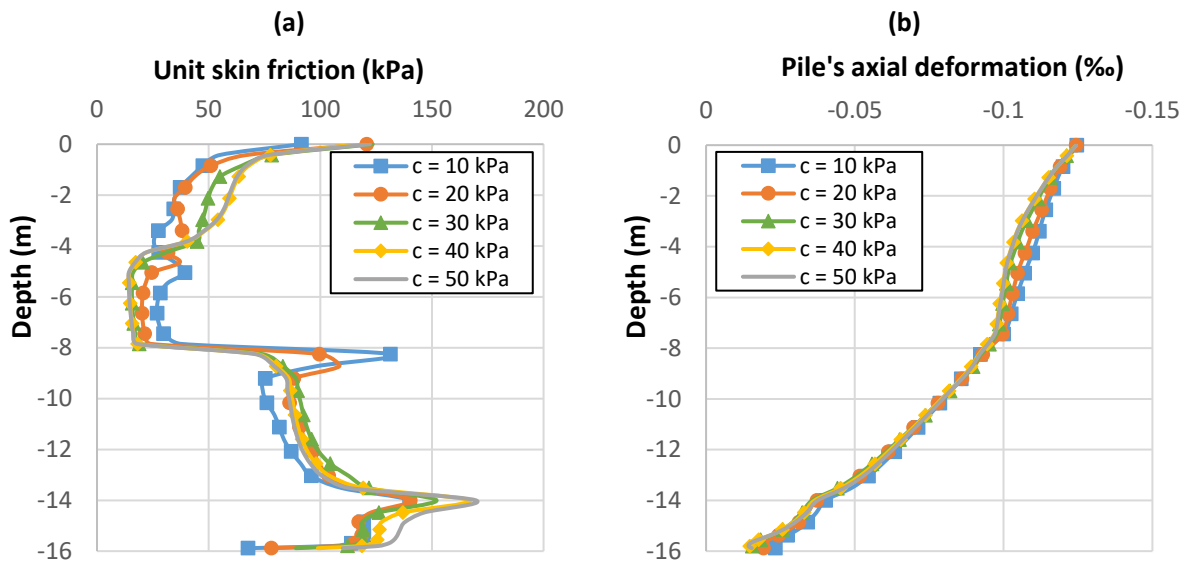 (a)
Unit skin friction (kPa)
0 50 100 150 200
0
-2
-4
-6
-8
-10
-12
-14
-16
Depth (m)
c = 10 kPa
c = 20 kPa
c = 30 kPa
c = 40 kPa
c = 50 kPa
(b)
Pile's axial deformation (‰)
0 -0.05 -0.1 -0.15
0
-2
-4
-6
-8
-10
-12
-14
-16
Depth (m)
c = 10 kPa
c = 20 kPa
c = 30 kPa
c = 40 kPa
c = 50 kPa